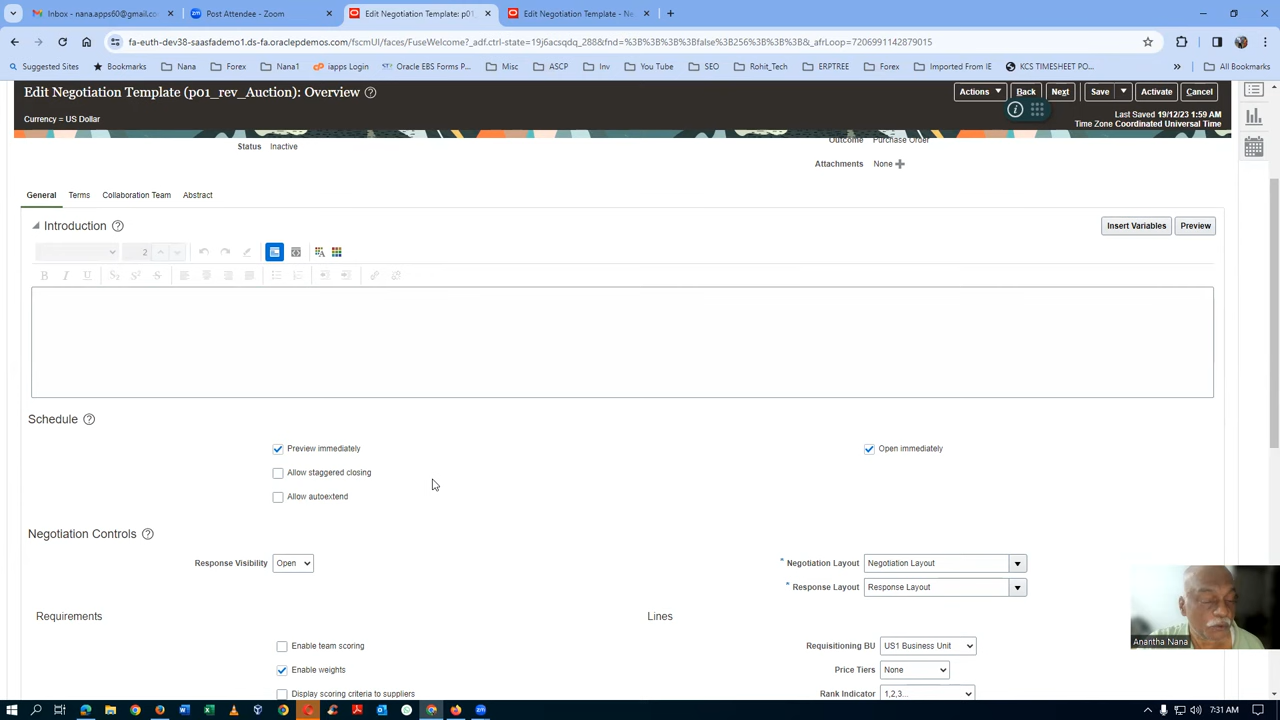 Inbox - nana.apps60@gmail.co
Post Attendee - Zoom
Edit Negotiation Template: p01_
Edit Negotiation Template - Ne
fa-euth-dev38-saasfademo1.ds-fa.oraclepdemos.com/fscmUI/faces/FuseWelcome?_adf.ctrl-state=19j6acsqdq_288&fnd=%3B%3B%3B%3Bfalse%3B256%3B%3B%3B&_afrLoop=7206991142879015
Suggested Sites Bookmarks Nana Nana1 iapps Login Oracle EBS Forms P... Misc ASCP Inv You Tube SEO Rohit_Tech ERPTREE Forex Imported From IE KCS TIMESHEET PO... All Bookmarks
Edit Negotiation Template (p01_rev_Auction): Overview
Actions Back Next Save Activate Cancel
Currency = US Dollar
Last Saved 19/12/23 1:59 AM
Time Zone Coordinated Universal Time
Status Inactive
Outcome Purchase Order
Attachments None
General Terms Collaboration Team Abstract
Introduction
Insert Variables Preview
2
Schedule
Preview immediately
Open immediately
Allow staggered closing
Allow autoextend
Negotiation Controls
Response Visibility Open
* Negotiation Layout Negotiation Layout
* Response Layout Response Layout
Requirements
Lines
Enable team scoring
Requisitioning BU US1 Business Unit
Enable weights
Price Tiers None
Display scoring criteria to suppliers
Rank Indicator 1,2,3...
Anantha Nana
7:31 AM